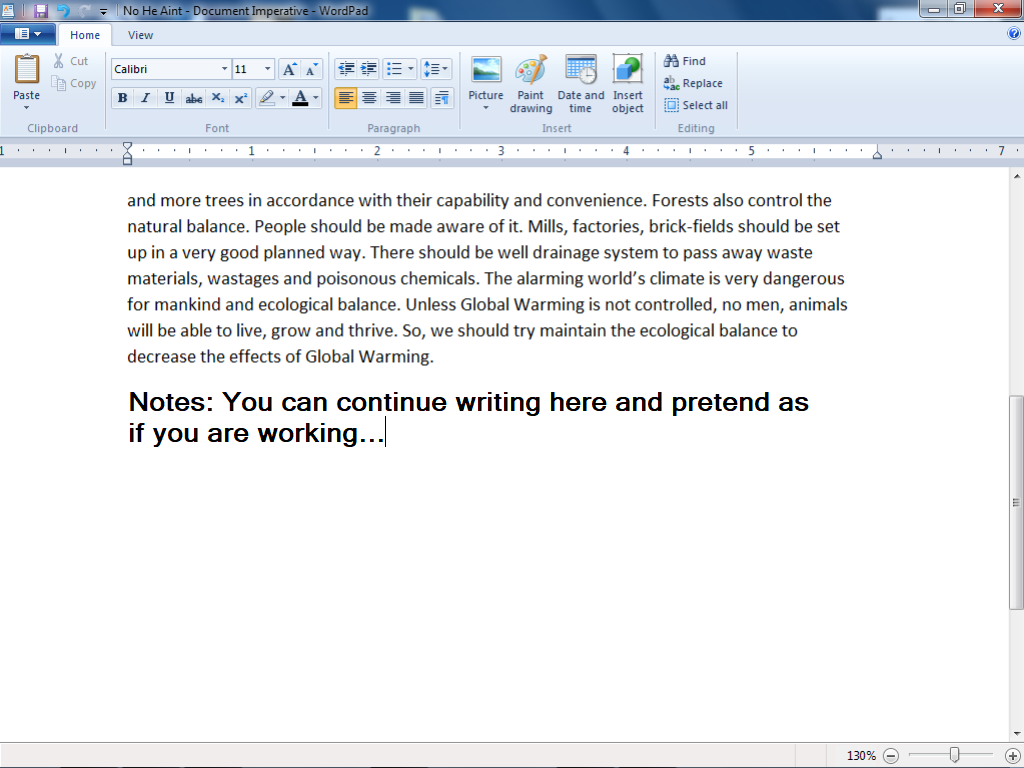 No He Aint - Document Imperative - WordPad
Home View
Paste Cut Copy
Clipboard
Calibri 11
B I U abc X₂ X² A
Font
Paragraph
Picture Paint drawing Date and time Insert object
Insert
Find
Replace
Select all
Editing
1 1 2 3 4 5 7
and more trees in accordance with their capability and convenience. Forests also control the
natural balance. People should be made aware of it. Mills, factories, brick-fields should be set
up in a very good planned way. There should be well drainage system to pass away waste
materials, wastages and poisonous chemicals. The alarming world's climate is very dangerous
for mankind and ecological balance. Unless Global Warming is not controlled, no men, animals
will be able to live, grow and thrive. So, we should try maintain the ecological balance to
decrease the effects of Global Warming.
Notes: You can continue writing here and pretend as
if you are working...
130%